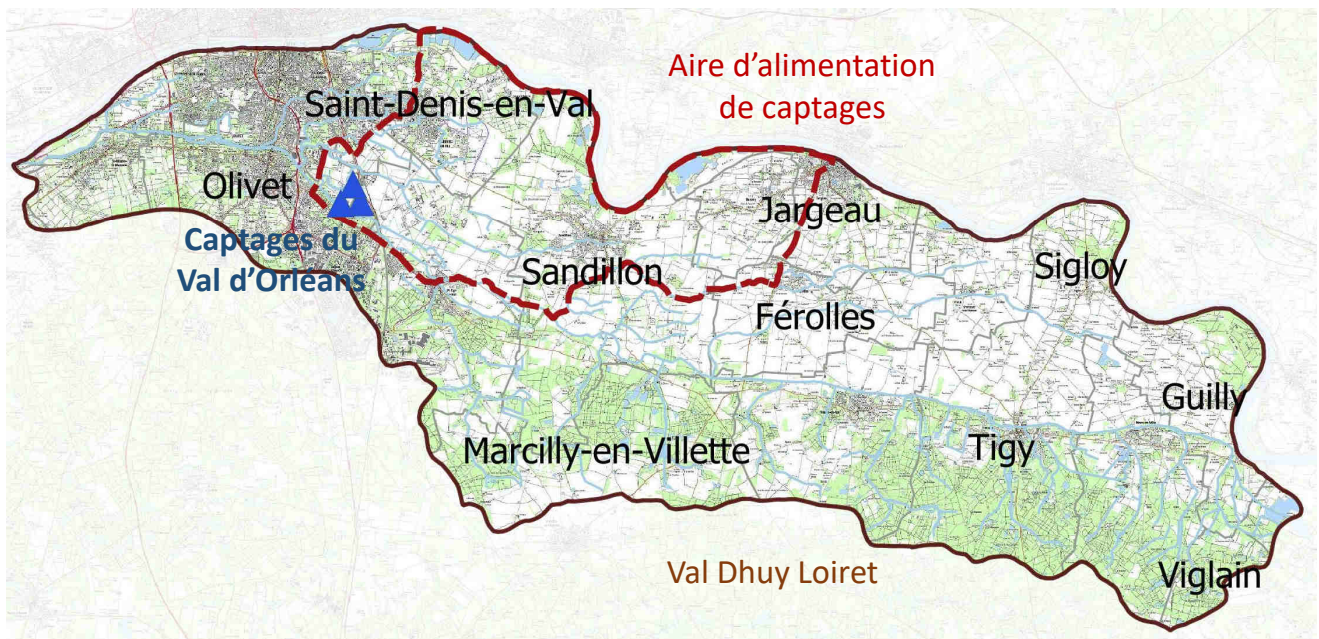 Aire d'alimentation
de captages
Saint-Denis-en-Val
Olivet
Captages du
Val d'Orléans
Jargeau
Sandillon
Sigloy
Férolles
Guilly
Marcilly-en-Villette
Tigy
Val Dhuy Loiret
Viglain